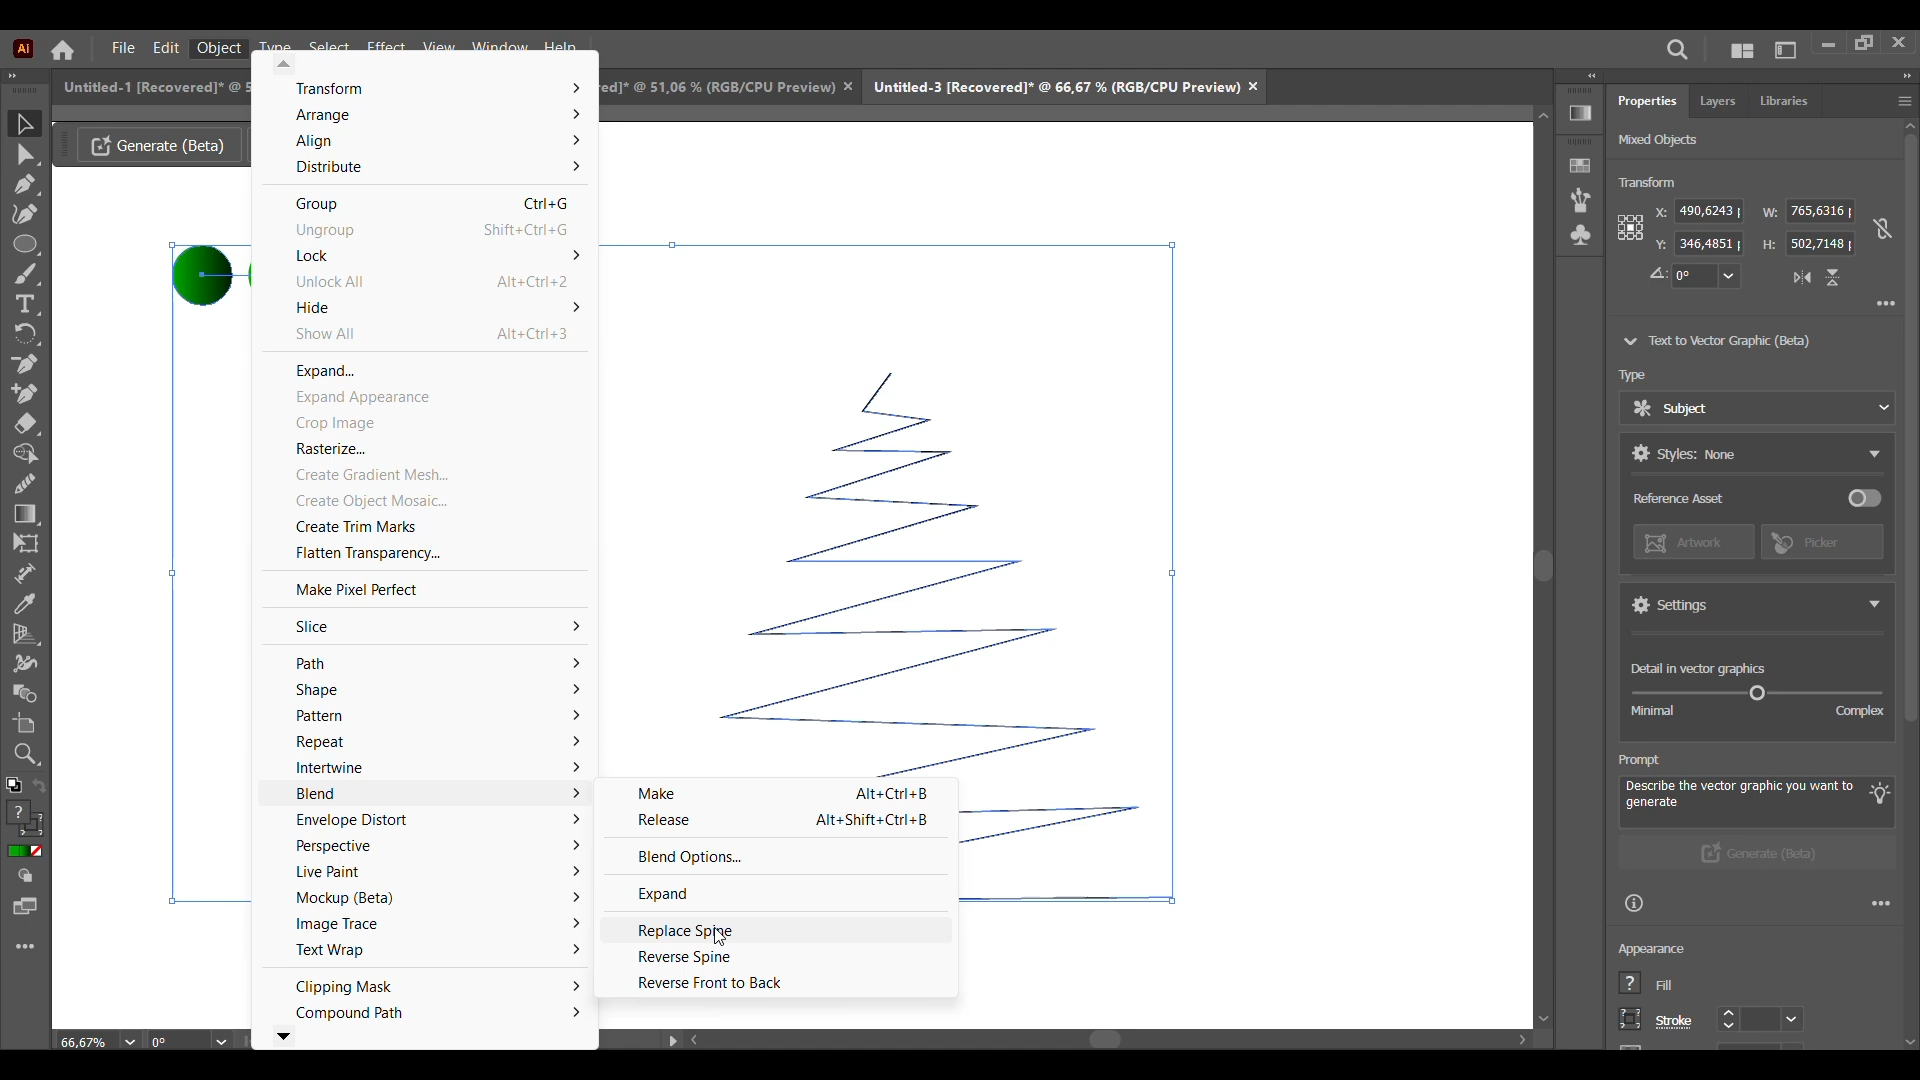 Ai
File Edit Object Type Select Effect View Window Help
Untitled-1 [Recovered]* @ 5
ed]* @ 51,06 % (RGB/CPU Preview) ×
Untitled-3 [Recovered]* @ 66,67 % (RGB/CPU Preview) ×
Generate (Beta)
Transform
Arrange
Align
Distribute
Group Ctrl+G
Ungroup Shift+Ctrl+G
Lock
Unlock All Alt+Ctrl+2
Hide
Show All Alt+Ctrl+3
Expand...
Expand Appearance
Crop Image
Rasterize...
Create Gradient Mesh...
Create Object Mosaic...
Create Trim Marks
Flatten Transparency...
Make Pixel Perfect
Slice
Path
Shape
Pattern
Repeat
Intertwine
Blend
Envelope Distort
Perspective
Live Paint
Mockup (Beta)
Image Trace
Text Wrap
Clipping Mask
Compound Path
Make Alt+Ctrl+B
Release Alt+Shift+Ctrl+B
Blend Options...
Expand
Replace Spine
Reverse Spine
Reverse Front to Back
66,67% 0°
Properties Layers Libraries
Mixed Objects
Transform
X: 490,6243 W: 765,6316
Y: 346,4851 H: 502,7148
0°
Text to Vector Graphic (Beta)
Type
Subject
Styles: None
Reference Asset
Artwork Picker
Settings
Detail in vector graphics
Minimal Complex
Prompt
Describe the vector graphic you want to
generate
Generate (Beta)
Appearance
? Fill
Stroke